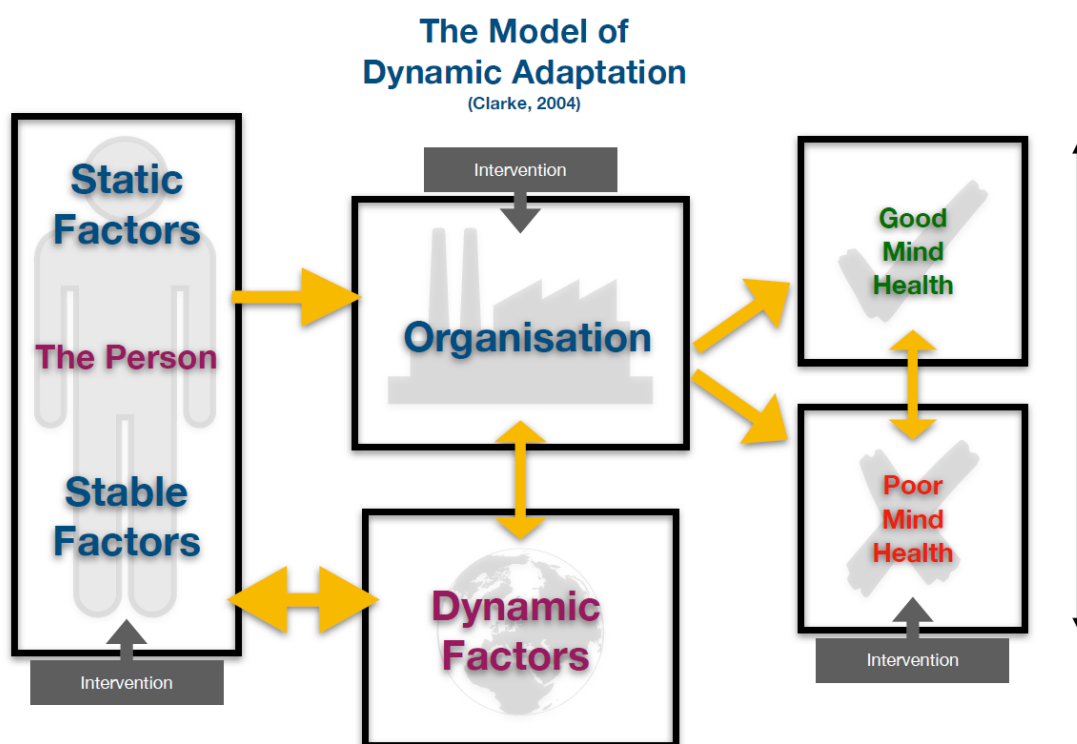 The Model of
Dynamic Adaptation
(Clarke, 2004)
Static
Factors
The Person
Stable
Factors
Intervention
Intervention
Organisation
Dynamic
Factors
Good
Mind
Health
Poor
Mind
Health
Intervention